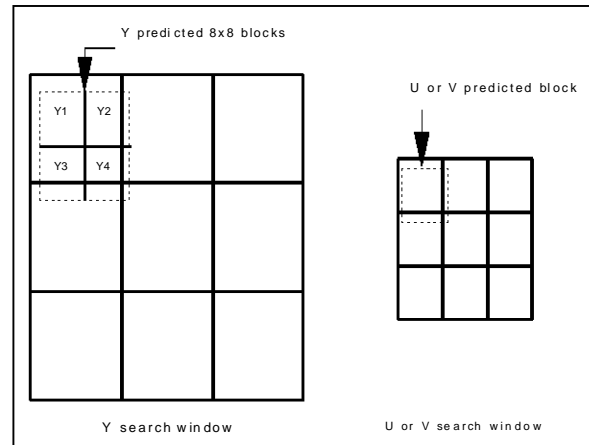 Y predicted 8x8 blocks
U or V predicted block
Y1 Y2
Y3 Y4
Y search window
U or V search window